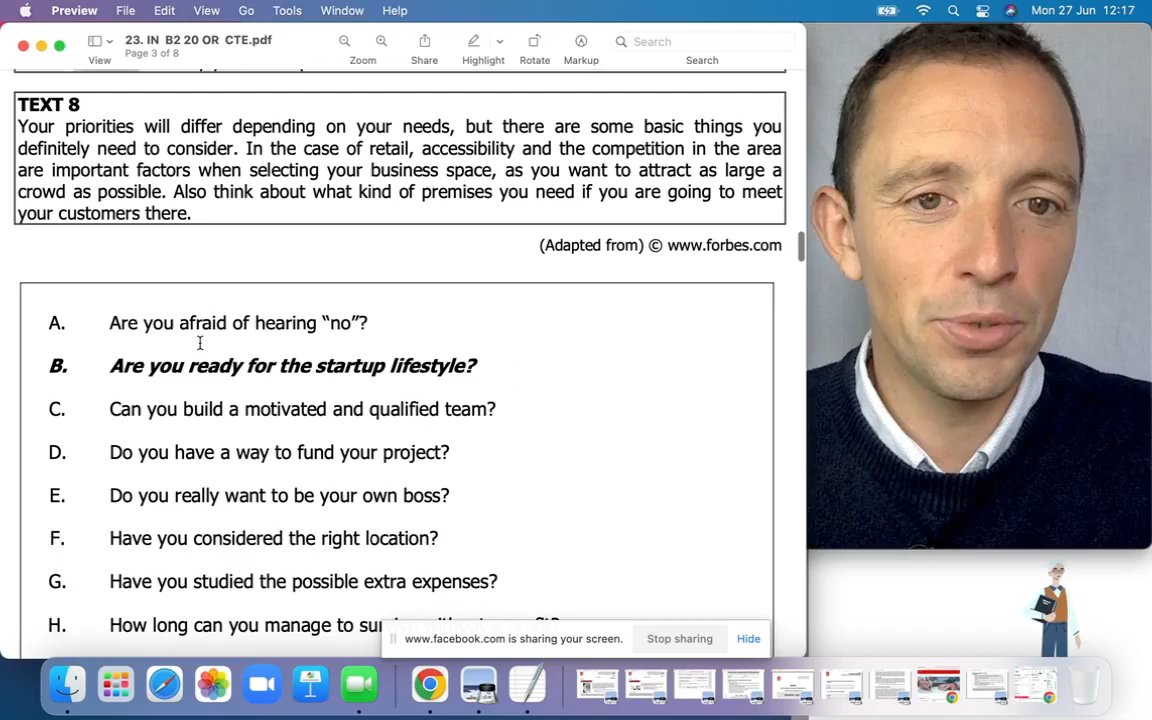 Preview File Edit View Go Tools Window Help Mon 27 Jun 12:17
23. IN B2 20 OR CTE.pdf
Page 3 of 8
View Zoom Share Highlight Rotate Markup Search
Search
TEXT 8
Your priorities will differ depending on your needs, but there are some basic things you
definitely need to consider. In the case of retail, accessibility and the competition in the area
are important factors when selecting your business space, as you want to attract as large a
crowd as possible. Also think about what kind of premises you need if you are going to meet
your customers there.
(Adapted from) © www.forbes.com
A. Are you afraid of hearing “no”?
B. Are you ready for the startup lifestyle?
C. Can you build a motivated and qualified team?
D. Do you have a way to fund your project?
E. Do you really want to be your own boss?
F. Have you considered the right location?
G. Have you studied the possible extra expenses?
H. How long can you manage to
www.facebook.com is sharing your screen. Stop sharing Hide